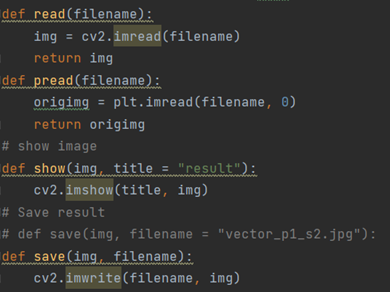 def read(filename):
    img = cv2.imread(filename)
    return img
def pread(filename):
    origimg = plt.imread(filename, 0)
    return origimg
# show image
def show(img, title = "result"):
    cv2.imshow(title, img)
# Save result
# def save(img, filename = "vector_p1_s2.jpg"):
def save(img, filename):
    cv2.imwrite(filename, img)